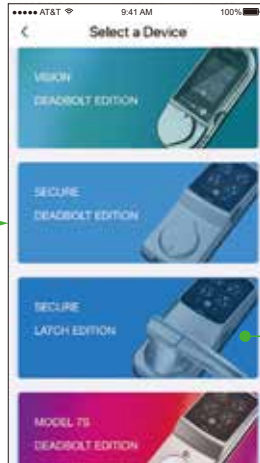 AT&T 9:41 AM 100%
Select a Device
VISION
DEADBOLT EDITION
SECURE
DEADBOLT EDITION
SECURE
LATCH EDITION
MODEL 7S
DEADBOLT EDITION